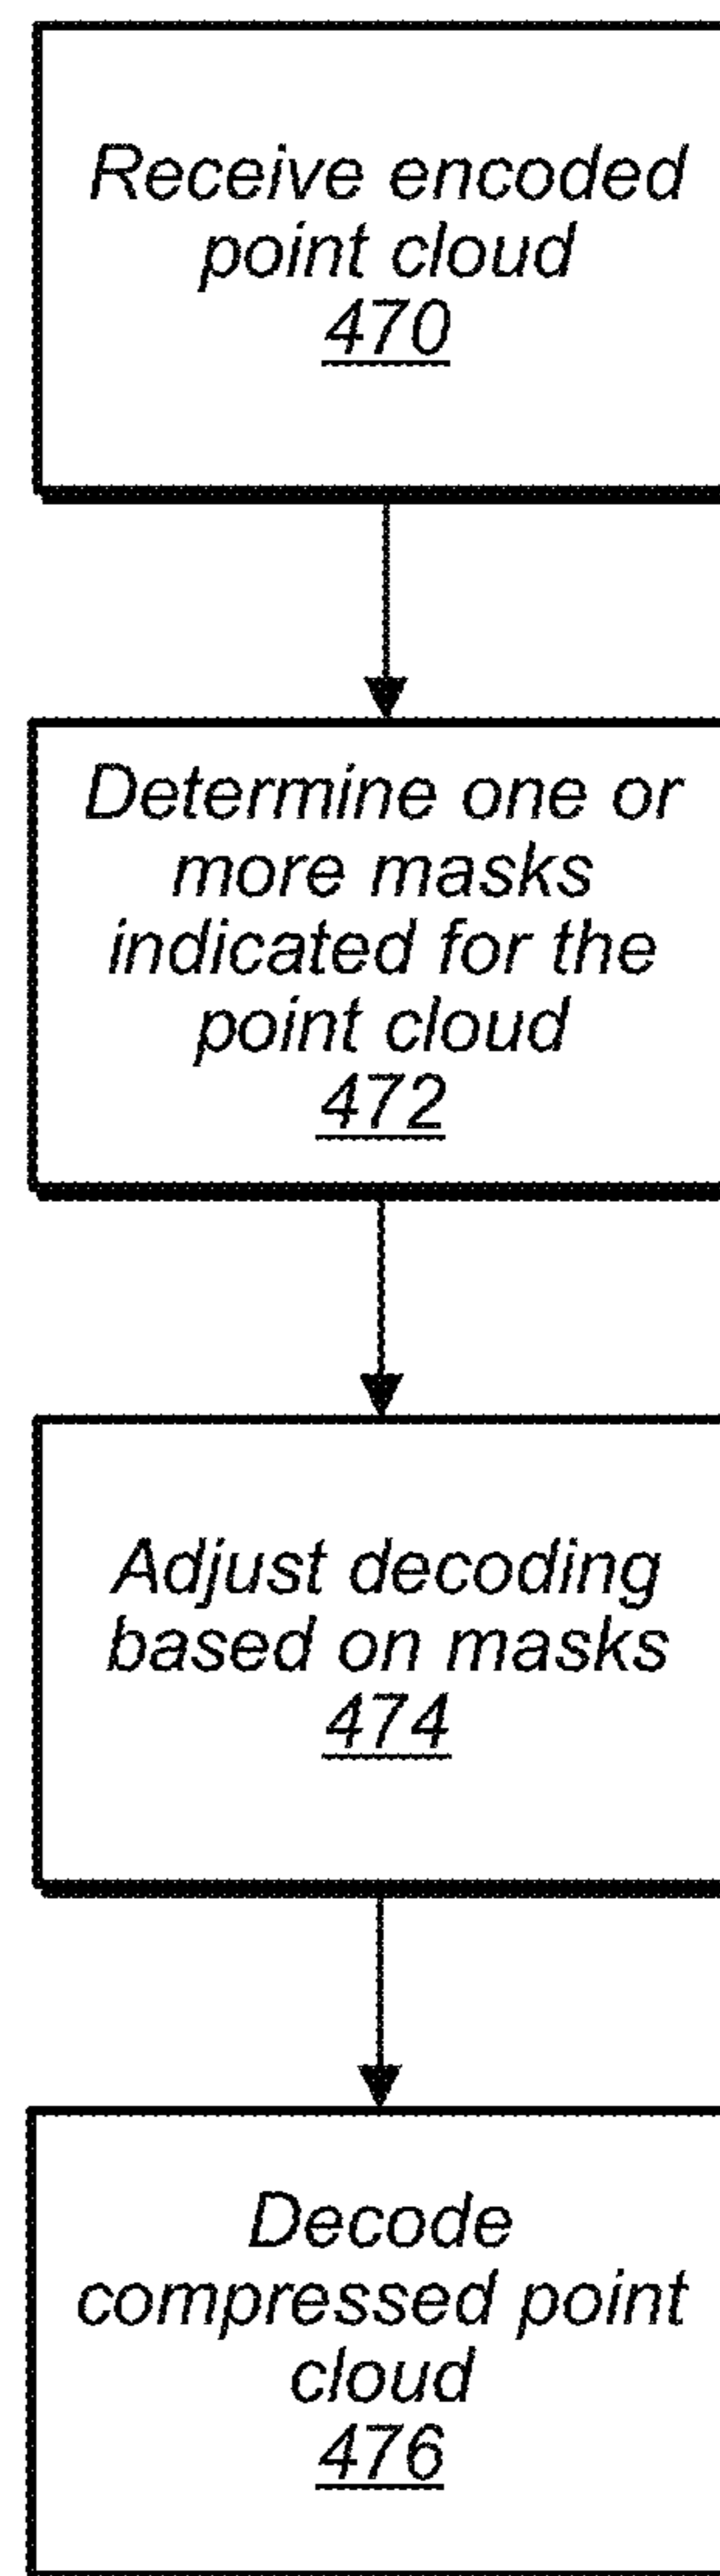 Receive encoded
point cloud
470
Determine one or
more masks
indicated for the
point cloud
472
Adjust decoding
based on masks
474
Decode
compressed point
cloud
476